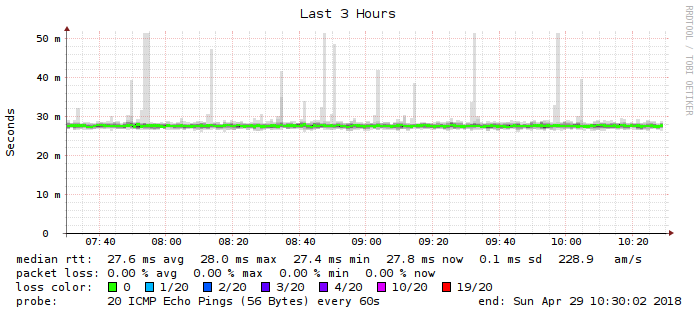 Last 3 Hours
RRDTOOL / TOBI OETIKER
Seconds
50 m
40 m
30 m
20 m
10 m
0
07:40 08:00 08:20 08:40 09:00 09:20 09:40 10:00 10:20
median rtt: 27.6 ms avg 28.0 ms max 27.4 ms min 27.8 ms now 0.1 ms sd 228.9 am/s
packet loss: 0.00 % avg 0.00 % max 0.00 % min 0.00 % now
loss color: 0 1/20 2/20 3/20 4/20 10/20 19/20
probe: 20 ICMP Echo Pings (56 Bytes) every 60s end: Sun Apr 29 10:30:02 2018